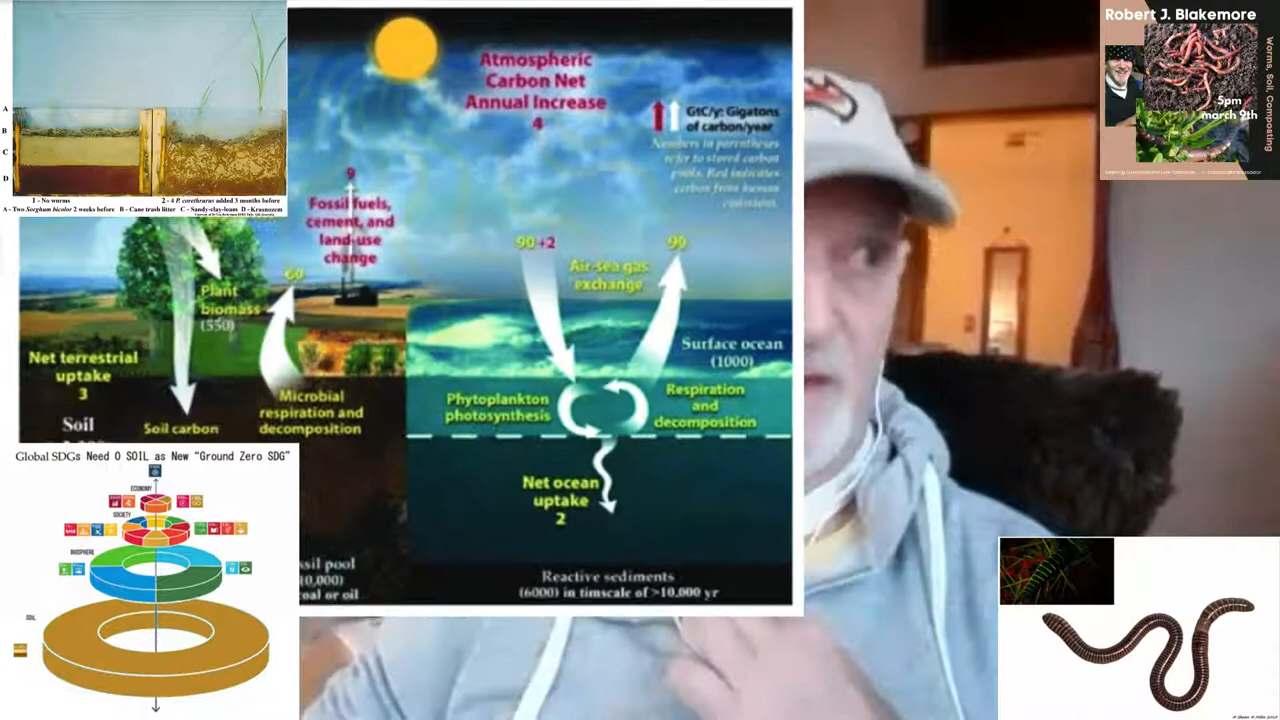 A
B
C
D
1 - No worms
2 - 4 P. corethrurus added 3 months before
A - Two Sorghum bicolor 2 weeks before B - Cane trash litter C - Sandy-clay-loam D - Krasnozem
Atmospheric
Carbon Net
Annual Increase
4
GtC/y: Gigatons
of carbon/year
Numbers in parentheses
refer to stored carbon
pools. Red indicates
carbon from human
emissions.
9
Fossil fuels,
cement, and
land-use
change
60
Plant
biomass
(550)
90 +2
90
Air-sea gas
exchange
Surface ocean
(1000)
Net terrestrial
uptake
3
Soil
Soil carbon
Microbial
respiration and
decomposition
Phytoplankton
photosynthesis
Respiration
and
decomposition
Net ocean
uptake
2
ssil pool
oal or oil
Reactive sediments
(6000) in timscale of >10,000 yr
Global SDGs Need 0 SOIL as New “Ground Zero SDG”
ECONOMY
SOCIETY
BIOSPHERE
SOIL
Robert J. Blakemore
Worms, Soil, Composting
5pm
march 9th